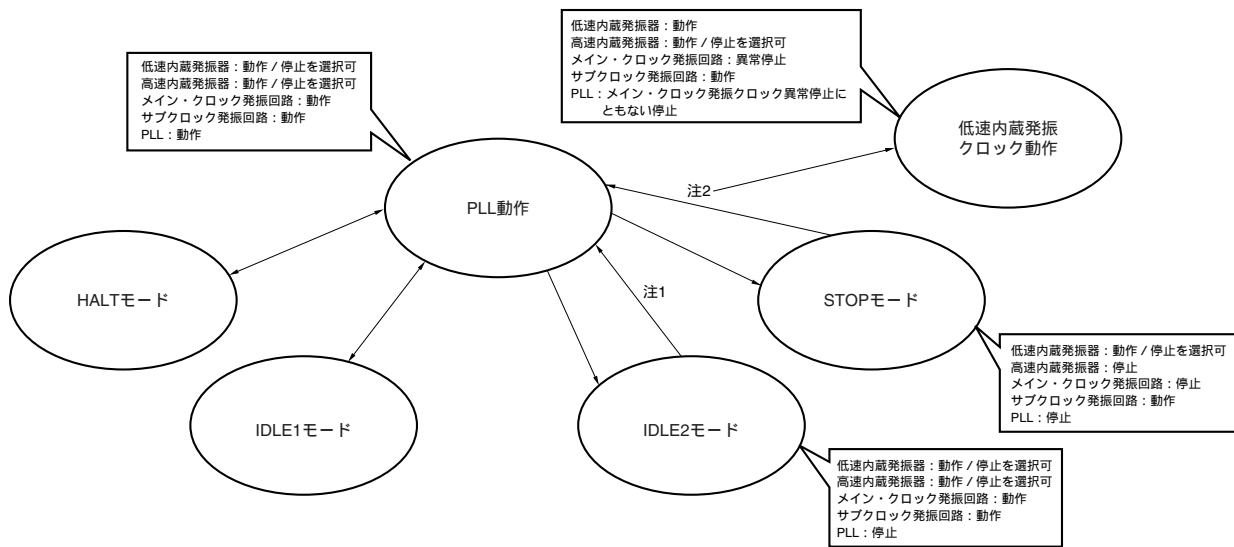 低速内蔵発振器：動作 / 停止を選択可
高速内蔵発振器：動作 / 停止を選択可
メイン・クロック発振回路：動作
サブクロック発振回路：動作
PLL：動作
低速内蔵発振器：動作
高速内蔵発振器：動作 / 停止を選択可
メイン・クロック発振回路：異常停止
サブクロック発振回路：動作
PLL：メイン・クロック発振クロック異常停止に
ともない停止
低速内蔵発振
クロック動作
PLL動作
注2
HALTモード
注1
STOPモード
低速内蔵発振器：動作 / 停止を選択可
高速内蔵発振器：停止
メイン・クロック発振回路：停止
サブクロック発振回路：動作
PLL：停止
IDLE1モード
IDLE2モード
低速内蔵発振器：動作 / 停止を選択可
高速内蔵発振器：動作 / 停止を選択可
メイン・クロック発振回路：動作
サブクロック発振回路：動作
PLL：停止